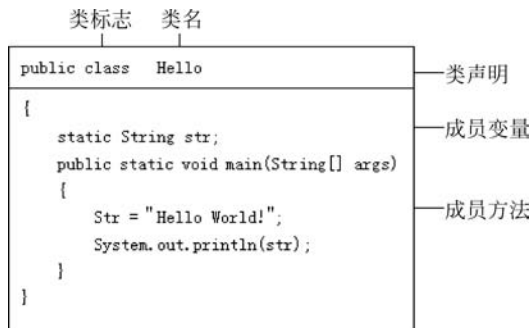 类标志 类名
public class Hello
类声明
{
成员变量
static String str;
public static void main(String[] args)
{
Str = "Hello World!";
成员方法
System.out.println(str);
}
}